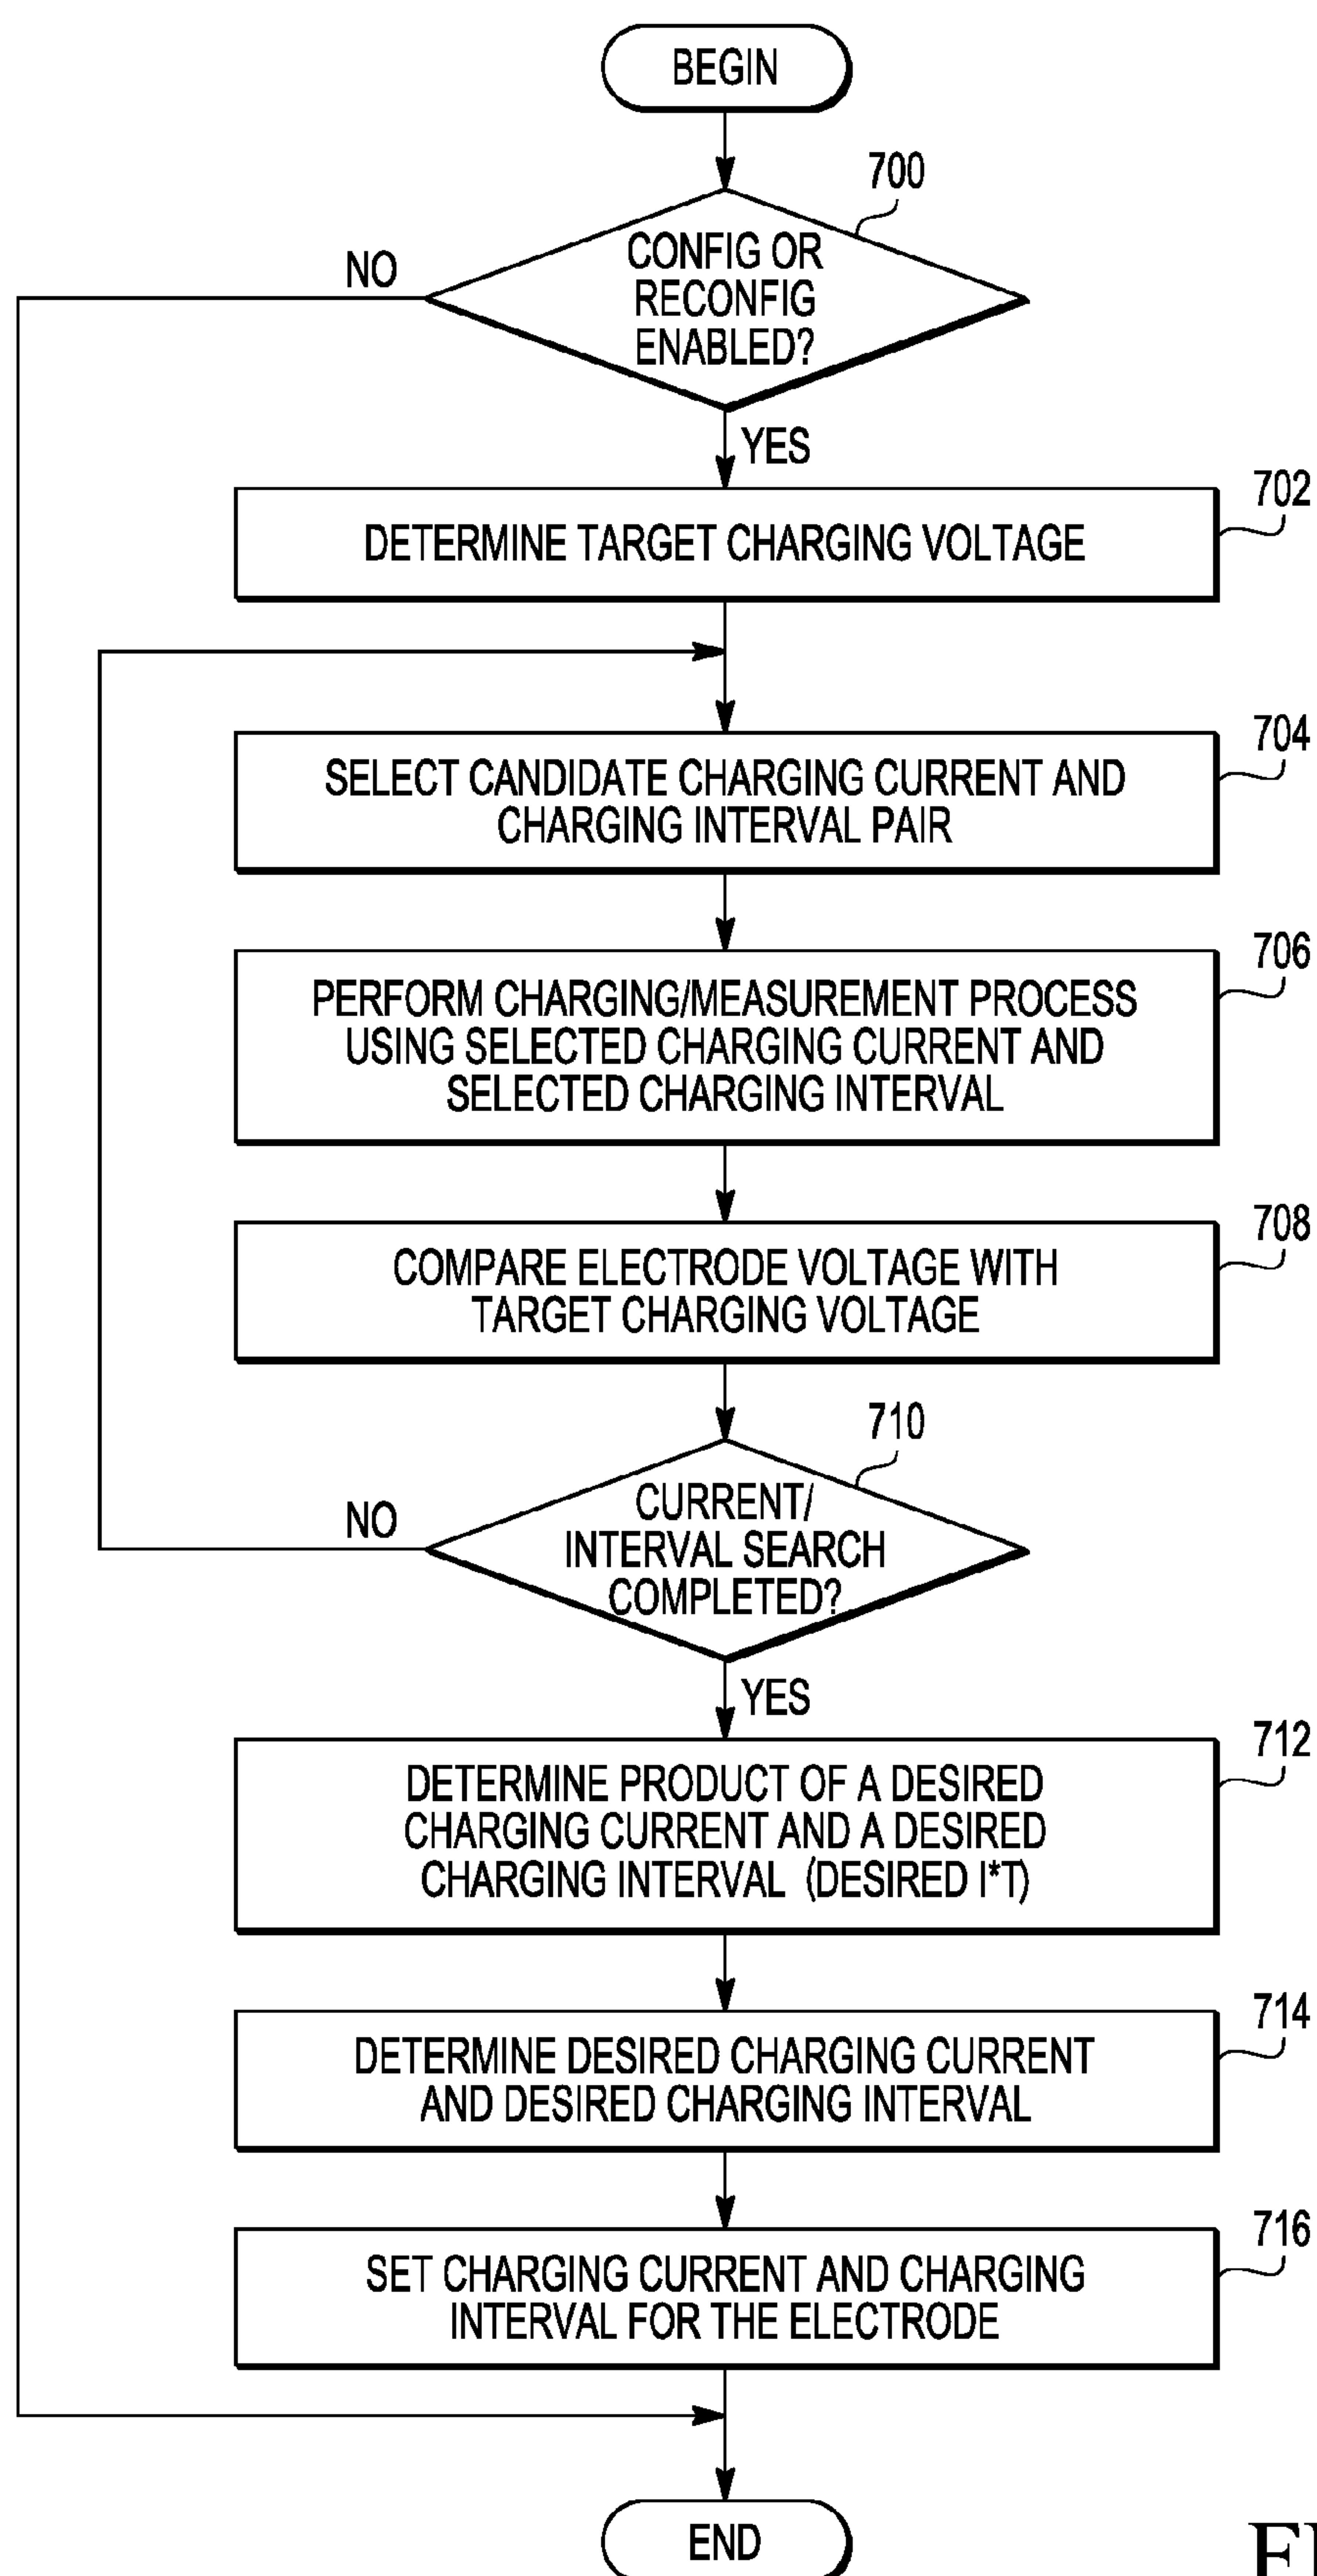 BEGIN
700
CONFIG OR
RECONFIG
ENABLED?
NO
YES
702
DETERMINE TARGET CHARGING VOLTAGE
704
SELECT CANDIDATE CHARGING CURRENT AND
CHARGING INTERVAL PAIR
706
PERFORM CHARGING/MEASUREMENT PROCESS
USING SELECTED CHARGING CURRENT AND
SELECTED CHARGING INTERVAL
708
COMPARE ELECTRODE VOLTAGE WITH
TARGET CHARGING VOLTAGE
710
CURRENT/
INTERVAL SEARCH
COMPLETED?
NO
YES
712
DETERMINE PRODUCT OF A DESIRED
CHARGING CURRENT AND A DESIRED
CHARGING INTERVAL (DESIRED I*T)
714
DETERMINE DESIRED CHARGING CURRENT
AND DESIRED CHARGING INTERVAL
716
SET CHARGING CURRENT AND CHARGING
INTERVAL FOR THE ELECTRODE
END